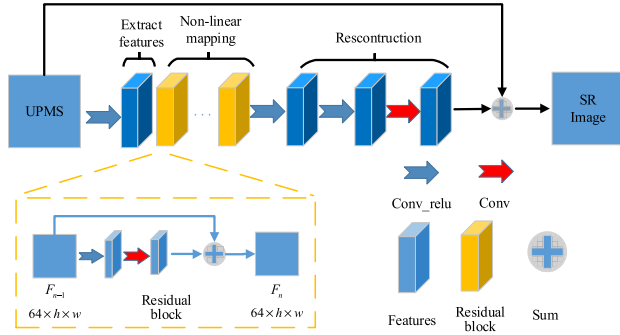 Extract
features
Non-linear
mapping
Rescontruction
UPMS
. . .
SR
Image
Conv_relu
Conv
F_{n-1}
64 × h × w
Residual
block
F_n
64 × h × w
Features
Residual
block
Sum